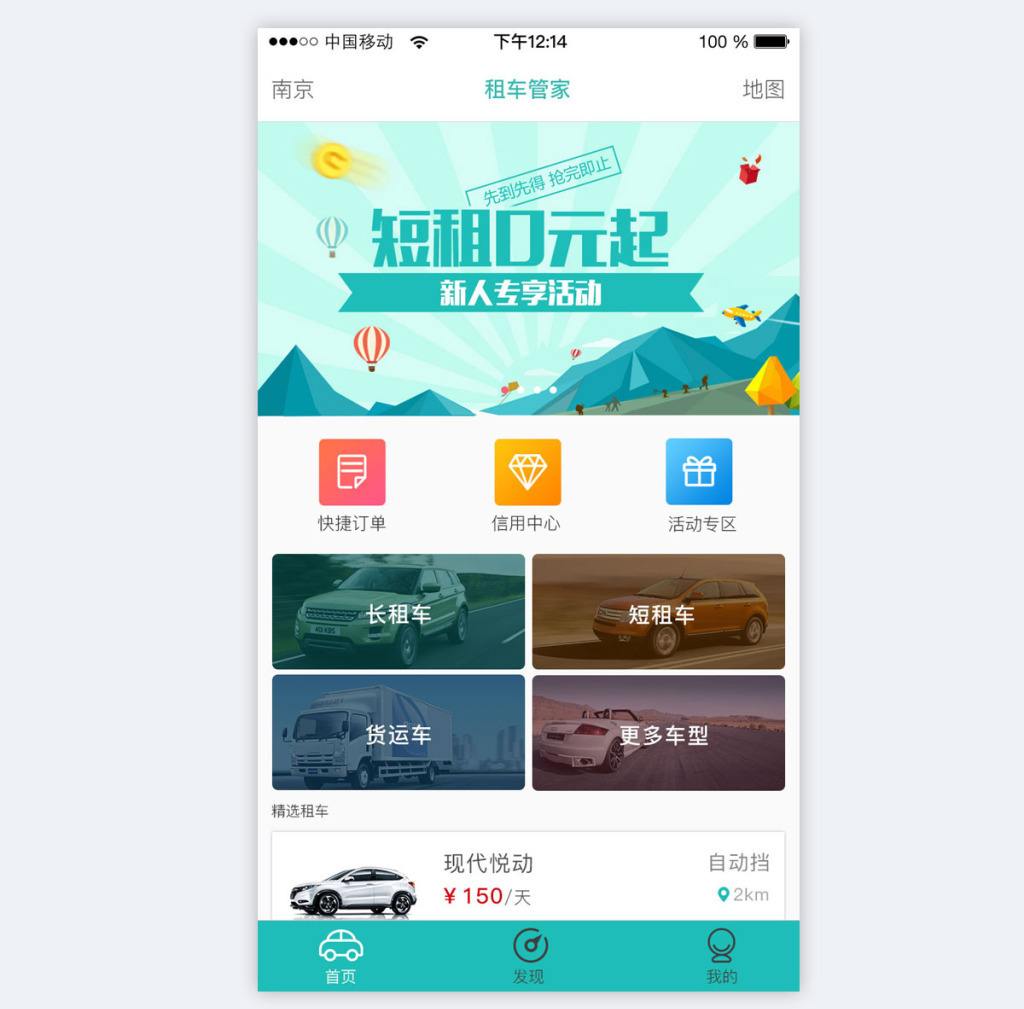 中国移动 下午12:14 100 %
南京 租车管家 地图
先到先得 抢完即止
短租0元起
新人专享活动
快捷订单 信用中心 活动专区
长租车 短租车
货运车 更多车型
精选租车
现代悦动 自动挡
¥ 150/天 2km
首页 发现 我的